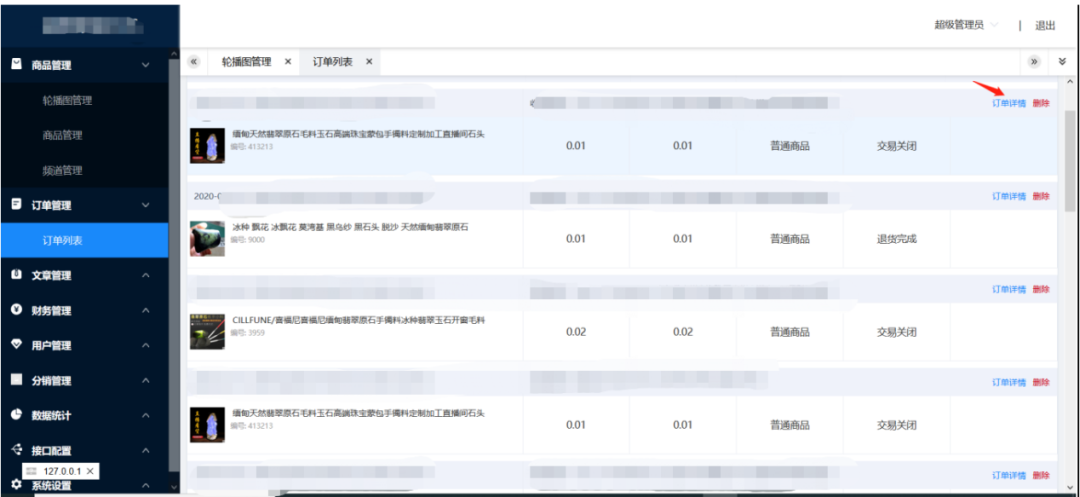 超级管理员 | 退出
商品管理
轮播图管理
商品管理
频道管理
订单管理
订单列表
文章管理
财务管理
用户管理
分销管理
数据统计
接口配置
127.0.0.1 ×
系统设置
« 轮播图管理 × 订单列表 × »
订单详情 删除
缅甸天然翡翠原石毛料玉石高端珠宝蒙包手镯料定制加工直播间石头
编号: 413213
0.01 0.01 普通商品 交易关闭
2020-0
订单详情 删除
冰种 飘花 冰飘花 莫湾基 黑乌纱 黑石头 脱沙 天然缅甸翡翠原石
编号: 9000
0.01 0.01 普通商品 退货完成
订单详情 删除
CILLFUNE/喜福尼喜福尼缅甸翡翠原石手镯料冰种翡翠玉石开窗毛料
编号: 3959
0.02 0.02 普通商品 交易关闭
订单详情 删除
缅甸天然翡翠原石毛料玉石高端珠宝蒙包手镯料定制加工直播间石头
编号: 413213
0.01 0.01 普通商品 交易关闭
订单详情 删除